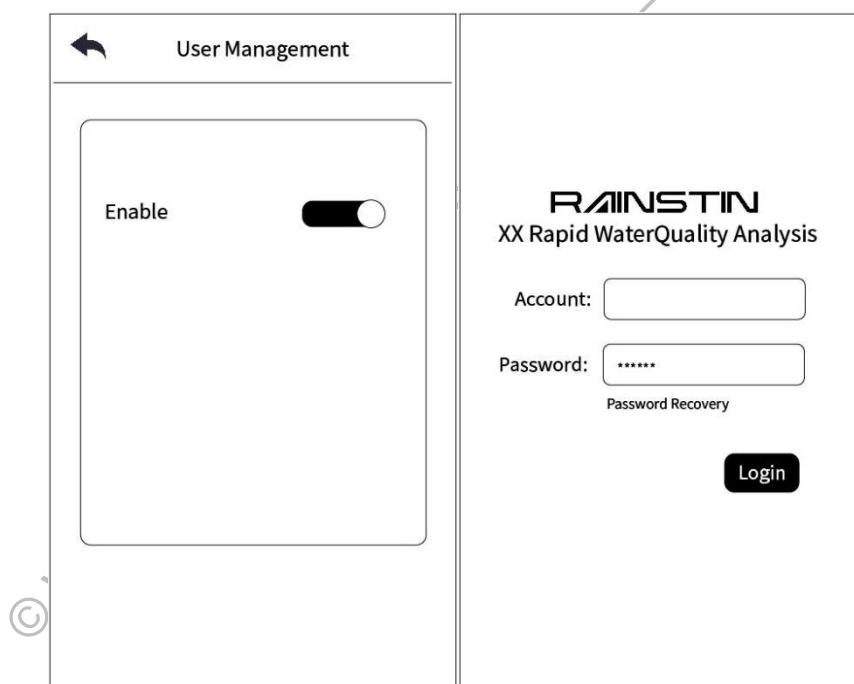 User Management
Enable
RAINSTIN
XX Rapid WaterQuality Analysis
Account:
Password: ******
Password Recovery
Login
©